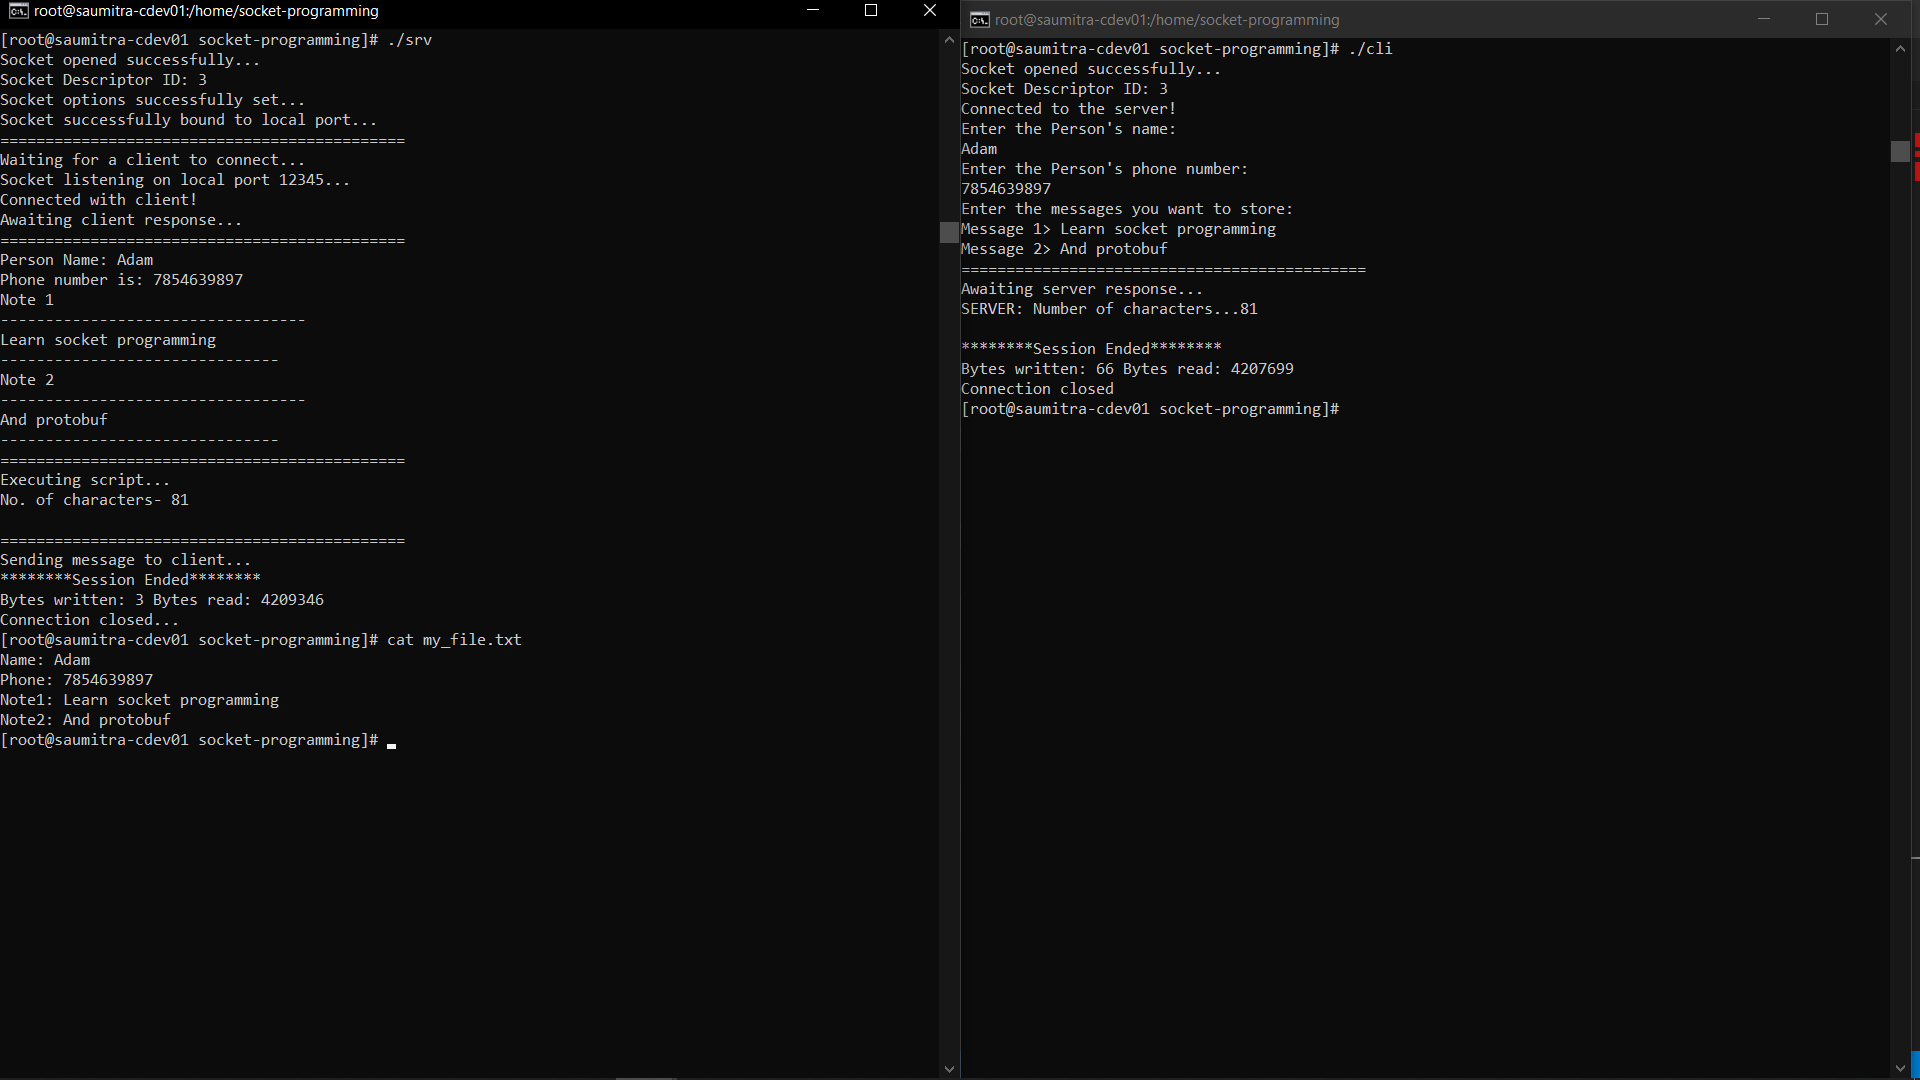 root@saumitra-cdev01:/home/socket-programming
[root@saumitra-cdev01 socket-programming]# ./srv
Socket opened successfully...
Socket Descriptor ID: 3
Socket options successfully set...
Socket successfully bound to local port...
=============================================
Waiting for a client to connect...
Socket listening on local port 12345...
Connected with client!
Awaiting client response...
=============================================
Person Name: Adam
Phone number is: 7854639897
Note 1
----------------------------------
Learn socket programming
-------------------------------
Note 2
----------------------------------
And protobuf
-------------------------------
=============================================
Executing script...
No. of characters- 81
=============================================
Sending message to client...
********Session Ended********
Bytes written: 3 Bytes read: 4209346
Connection closed...
[root@saumitra-cdev01 socket-programming]# cat my_file.txt
Name: Adam
Phone: 7854639897
Note1: Learn socket programming
Note2: And protobuf
[root@saumitra-cdev01 socket-programming]#
root@saumitra-cdev01:/home/socket-programming
[root@saumitra-cdev01 socket-programming]# ./cli
Socket opened successfully...
Socket Descriptor ID: 3
Connected to the server!
Enter the Person's name:
Adam
Enter the Person's phone number:
7854639897
Enter the messages you want to store:
Message 1> Learn socket programming
Message 2> And protobuf
=============================================
Awaiting server response...
SERVER: Number of characters...81
********Session Ended********
Bytes written: 66 Bytes read: 4207699
Connection closed
[root@saumitra-cdev01 socket-programming]#